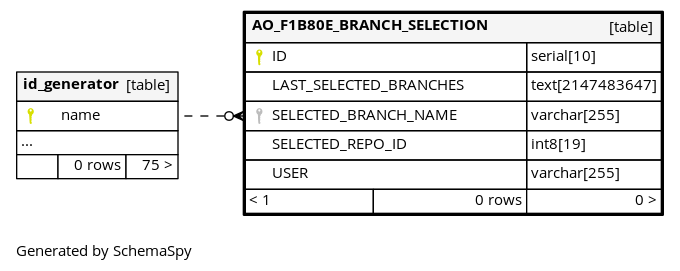 AO_F1B80E_BRANCH_SELECTION [table]
ID serial[10]
LAST_SELECTED_BRANCHES text[2147483647]
SELECTED_BRANCH_NAME varchar[255]
SELECTED_REPO_ID int8[19]
USER varchar[255]
< 1 0 rows 0 >
id_generator [table]
name
...
0 rows 75 >
Generated by SchemaSpy